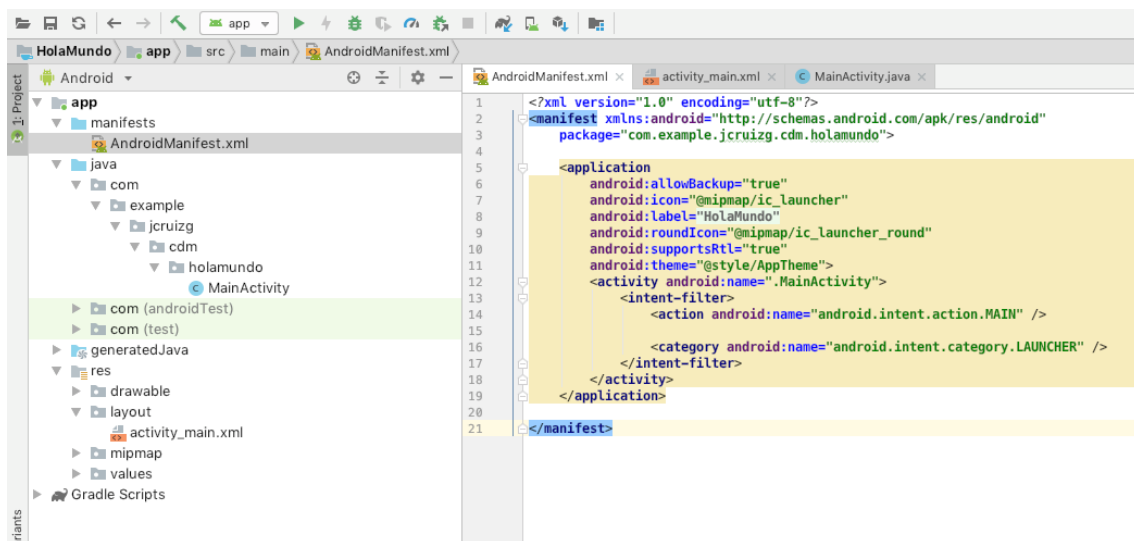 app
HolaMundo app src main AndroidManifest.xml
1: Project
Android
app
manifests
AndroidManifest.xml
java
com
example
jcruizg
cdm
holamundo
MainActivity
com (androidTest)
com (test)
generatedJava
res
drawable
layout
activity_main.xml
mipmap
values
Gradle Scripts
riants
AndroidManifest.xml activity_main.xml MainActivity.java
1 <?xml version="1.0" encoding="utf-8"?>
2 <manifest xmlns:android="http://schemas.android.com/apk/res/android"
3 package="com.example.jcruizg.cdm.holamundo">
4
5 <application
6 android:allowBackup="true"
7 android:icon="@mipmap/ic_launcher"
8 android:label="HolaMundo"
9 android:roundIcon="@mipmap/ic_launcher_round"
10 android:supportsRtl="true"
11 android:theme="@style/AppTheme">
12 <activity android:name=".MainActivity">
13 <intent-filter>
14 <action android:name="android.intent.action.MAIN" />
15
16 <category android:name="android.intent.category.LAUNCHER" />
17 </intent-filter>
18 </activity>
19 </application>
20
21 </manifest>